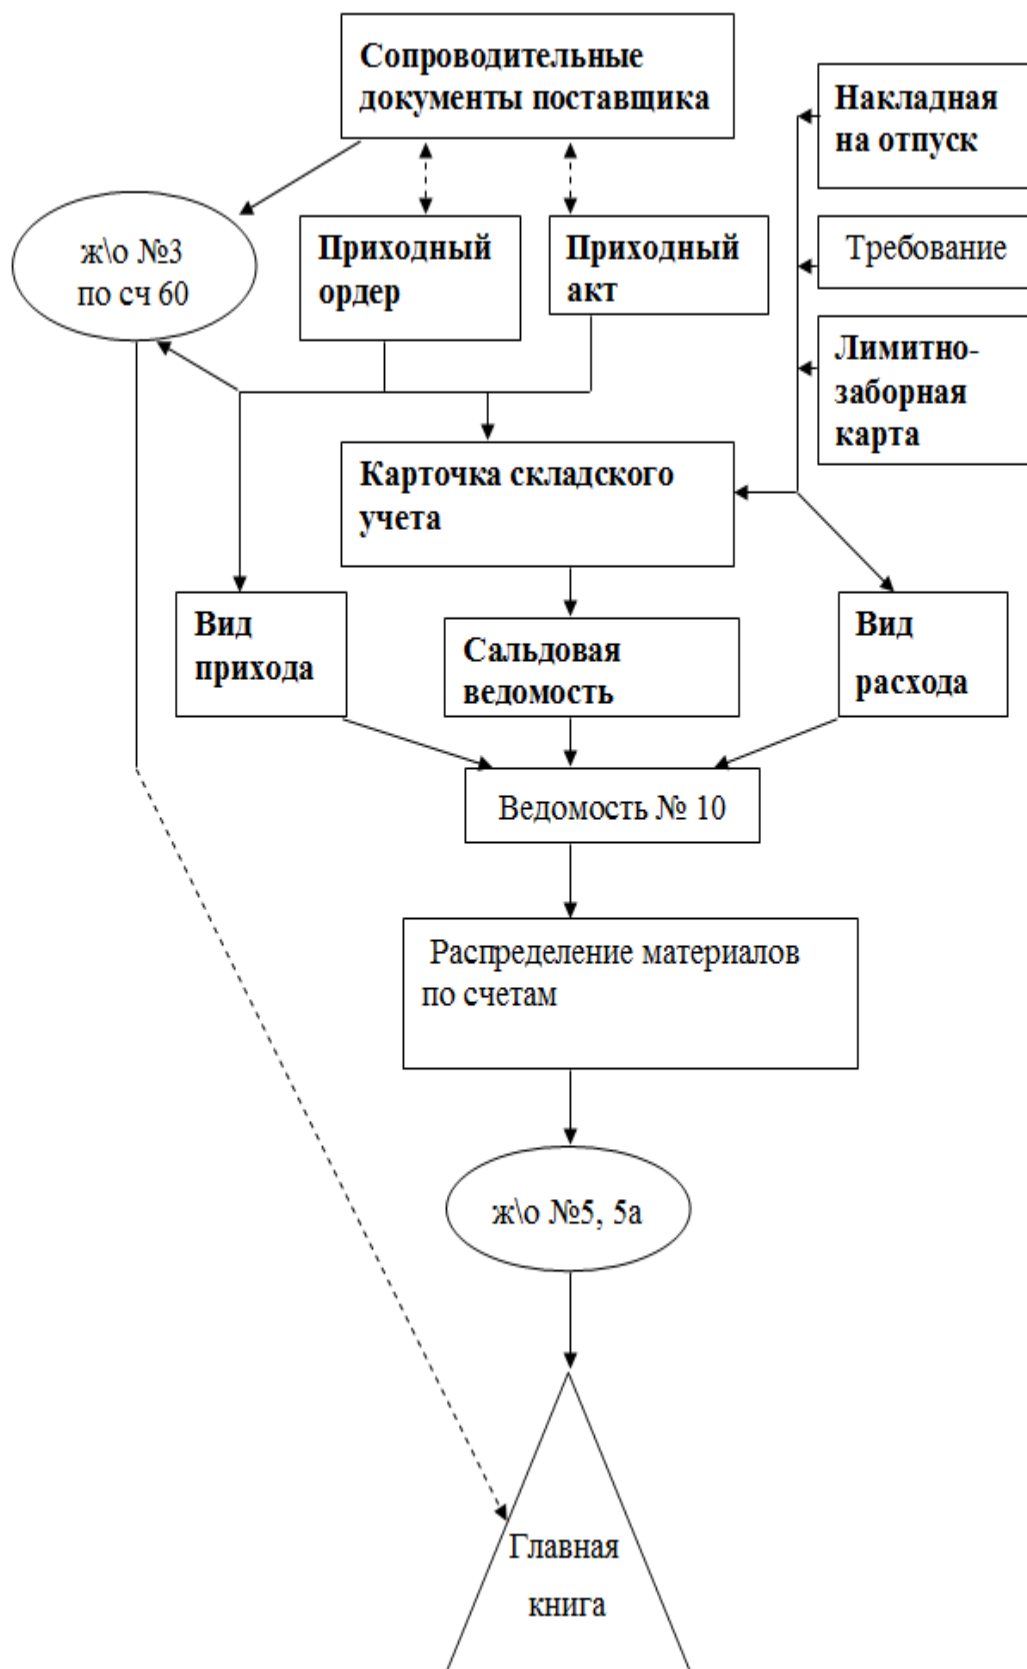 Сопроводительные
документы поставщика
Накладная
на отпуск
ж\о №3
по сч 60
Приходный
ордер
Приходный
акт
Требование
Лимитно-
заборная
карта
Карточка складского
учета
Вид
прихода
Сальдовая
ведомость
Вид
расхода
Ведомость № 10
Распределение материалов
по счетам
ж\о №5, 5а
Главная
книга